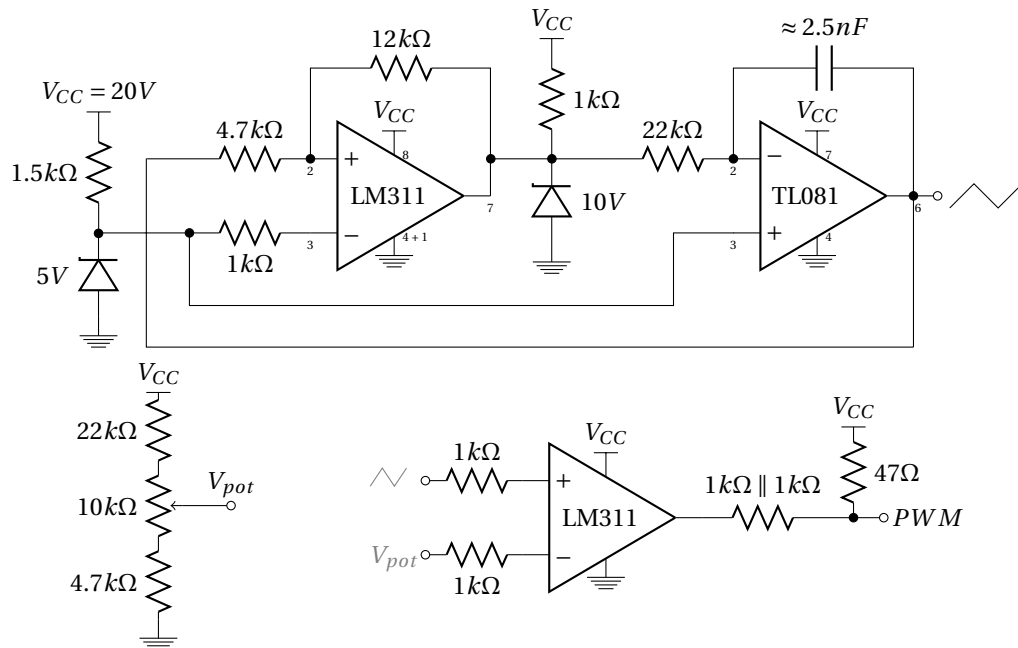 V_CC = 20V
1.5kΩ
5V
4.7kΩ
1kΩ
12kΩ
V_CC
+
−
LM311
2
3
8
4+1
7
V_CC
1kΩ
10V
22kΩ
≈ 2.5nF
V_CC
−
+
TL081
2
3
7
4
6
V_CC
22kΩ
10kΩ
4.7kΩ
V_pot
1kΩ
V_pot
1kΩ
V_CC
+
−
LM311
1kΩ ∥ 1kΩ
V_CC
47Ω
PWM